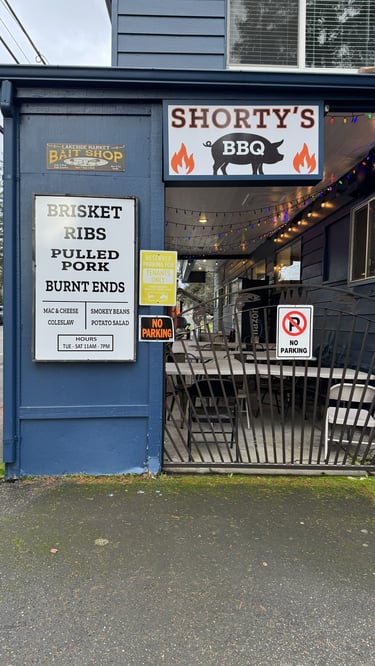 SHORTY'S
BBQ
LAKESIDE MARKET
BAIT SHOP
BRISKET
RIBS
PULLED
PORK
BURNT ENDS
MAC & CHEESE
COLESLAW
SMOKEY BEANS
POTATO SALAD
HOURS
TUE - SAT 11AM - 7PM
RESERVED
PARKING FOR
TENANTS
ONLY
NO
PARKING
P
NO
PARKING